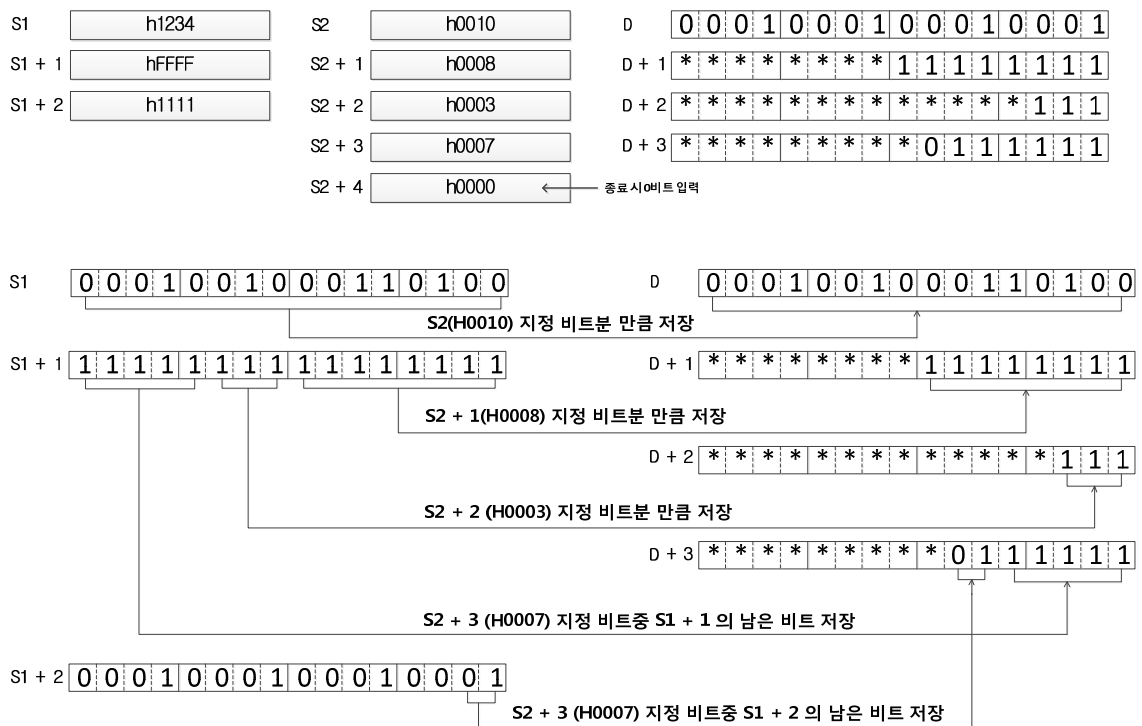 S1 h1234 S2 h0010 D 0 0 0 1 0 0 0 1 0 0 0 1 0 0 0 1
S1 + 1 hFFFF S2 + 1 h0008 D + 1 * * * * * * * * 1 1 1 1 1 1 1 1
S1 + 2 h1111 S2 + 2 h0003 D + 2 * * * * * * * * * * * * * 1 1 1
S2 + 3 h0007 D + 3 * * * * * * * * * 0 1 1 1 1 1 1
S2 + 4 h0000 종료시0비트 입력
S1 0 0 0 1 0 0 1 0 0 0 1 1 0 1 0 0 D 0 0 0 1 0 0 1 0 0 0 1 1 0 1 0 0
S2(H0010) 지정 비트분 만큼 저장
S1 + 1 1 1 1 1 1 1 1 1 1 1 1 1 1 1 1 1 D + 1 * * * * * * * * 1 1 1 1 1 1 1 1
S2 + 1(H0008) 지정 비트분 만큼 저장
D + 2 * * * * * * * * * * * * * 1 1 1
S2 + 2 (H0003) 지정 비트분 만큼 저장
D + 3 * * * * * * * * * 0 1 1 1 1 1 1
S2 + 3 (H0007) 지정 비트중 S1 + 1 의 남은 비트 저장
S1 + 2 0 0 0 1 0 0 0 1 0 0 0 1 0 0 0 1
S2 + 3 (H0007) 지정 비트중 S1 + 2 의 남은 비트 저장